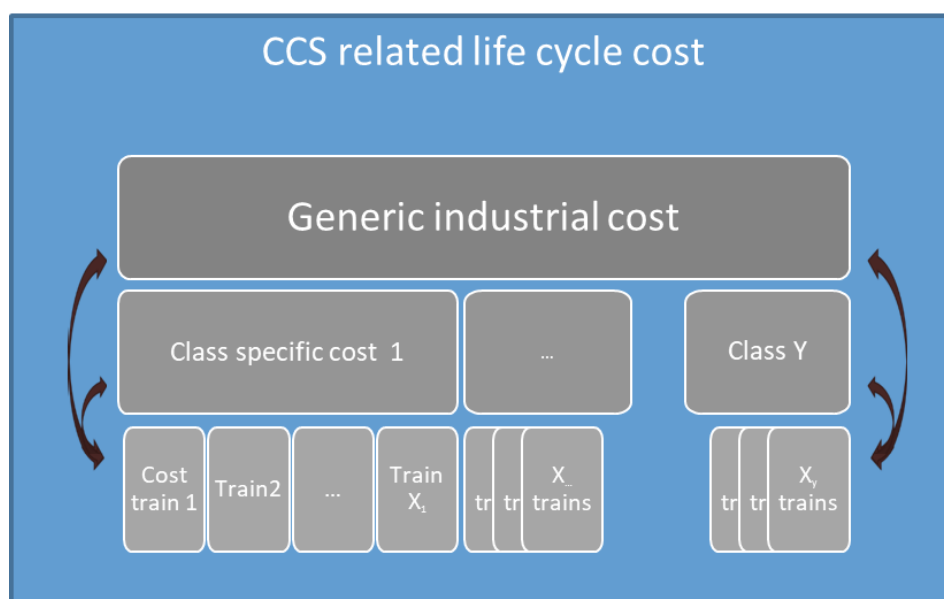 CCS related life cycle cost
Generic industrial cost
Class specific cost 1
...
Class Y
Cost
train 1
Train2
...
Train
X₁
tr
tr
X...
trains
tr
tr
Xy
trains